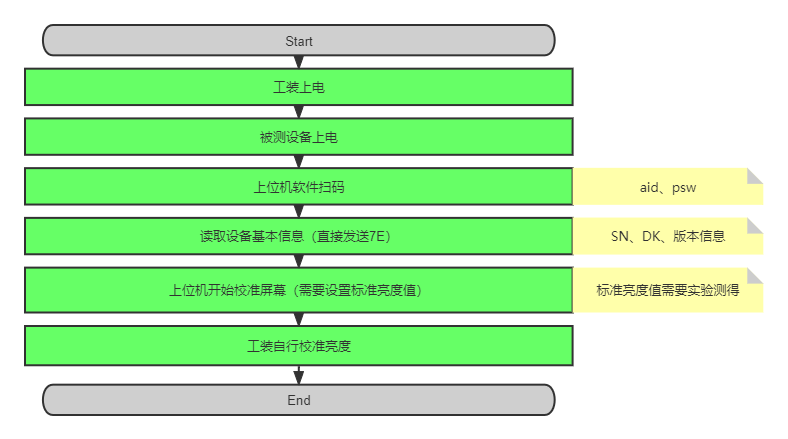 Start
工装上电
被测设备上电
上位机软件扫码
aid、psw
读取设备基本信息（直接发送7E）
SN、DK、版本信息
上位机开始校准屏幕（需要设置标准亮度值）
标准亮度值需要实验测得
工装自行校准亮度
End